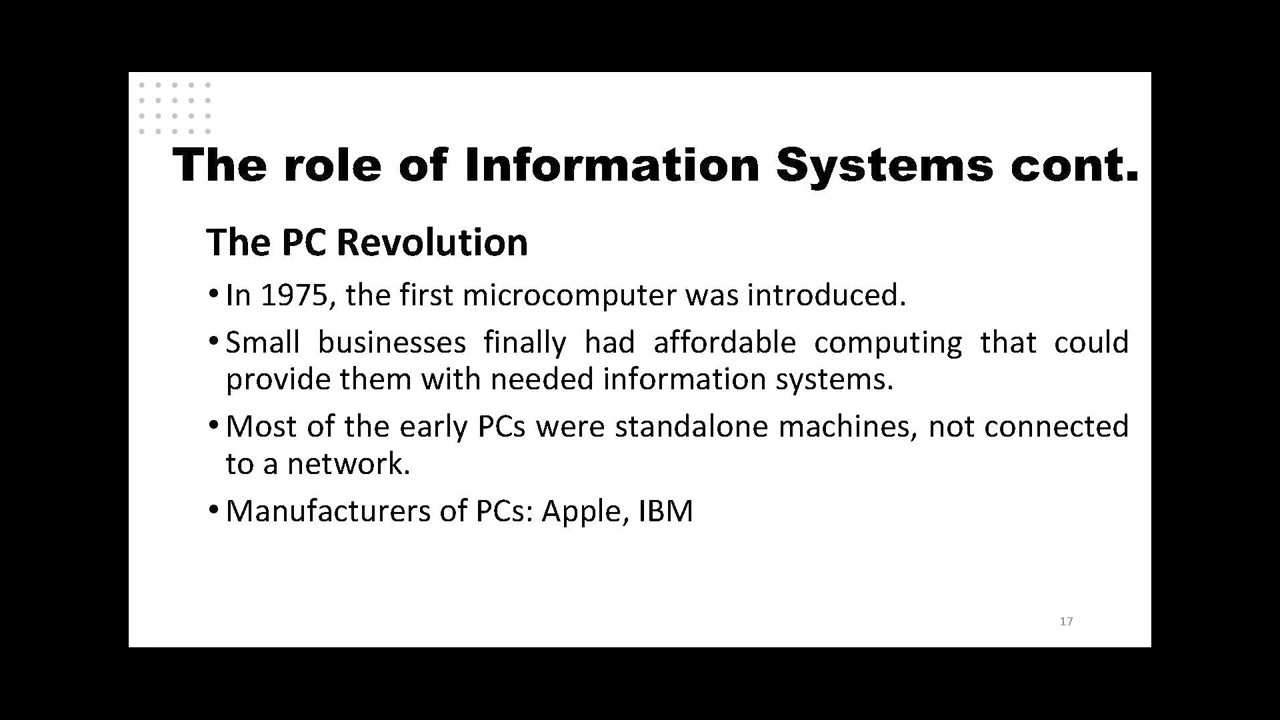 The role of Information Systems cont.
The PC Revolution
•In 1975, the first microcomputer was introduced.
•Small businesses finally had affordable computing that could
provide them with needed information systems.
•Most of the early PCs were standalone machines, not connected
to a network.
•Manufacturers of PCs: Apple, IBM
17